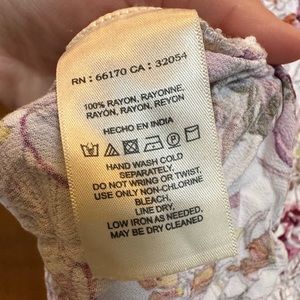 RN : 66170 CA : 32054
100% RAYON, RAYONNE,
RAYÓN, RAYON, REYON
HECHO EN INDIA
HAND WASH COLD
SEPARATELY.
DO NOT WRING OR TWIST.
USE ONLY NON-CHLORINE
BLEACH.
LINE DRY.
LOW IRON AS NEEDED.
MAY BE DRY CLEANED